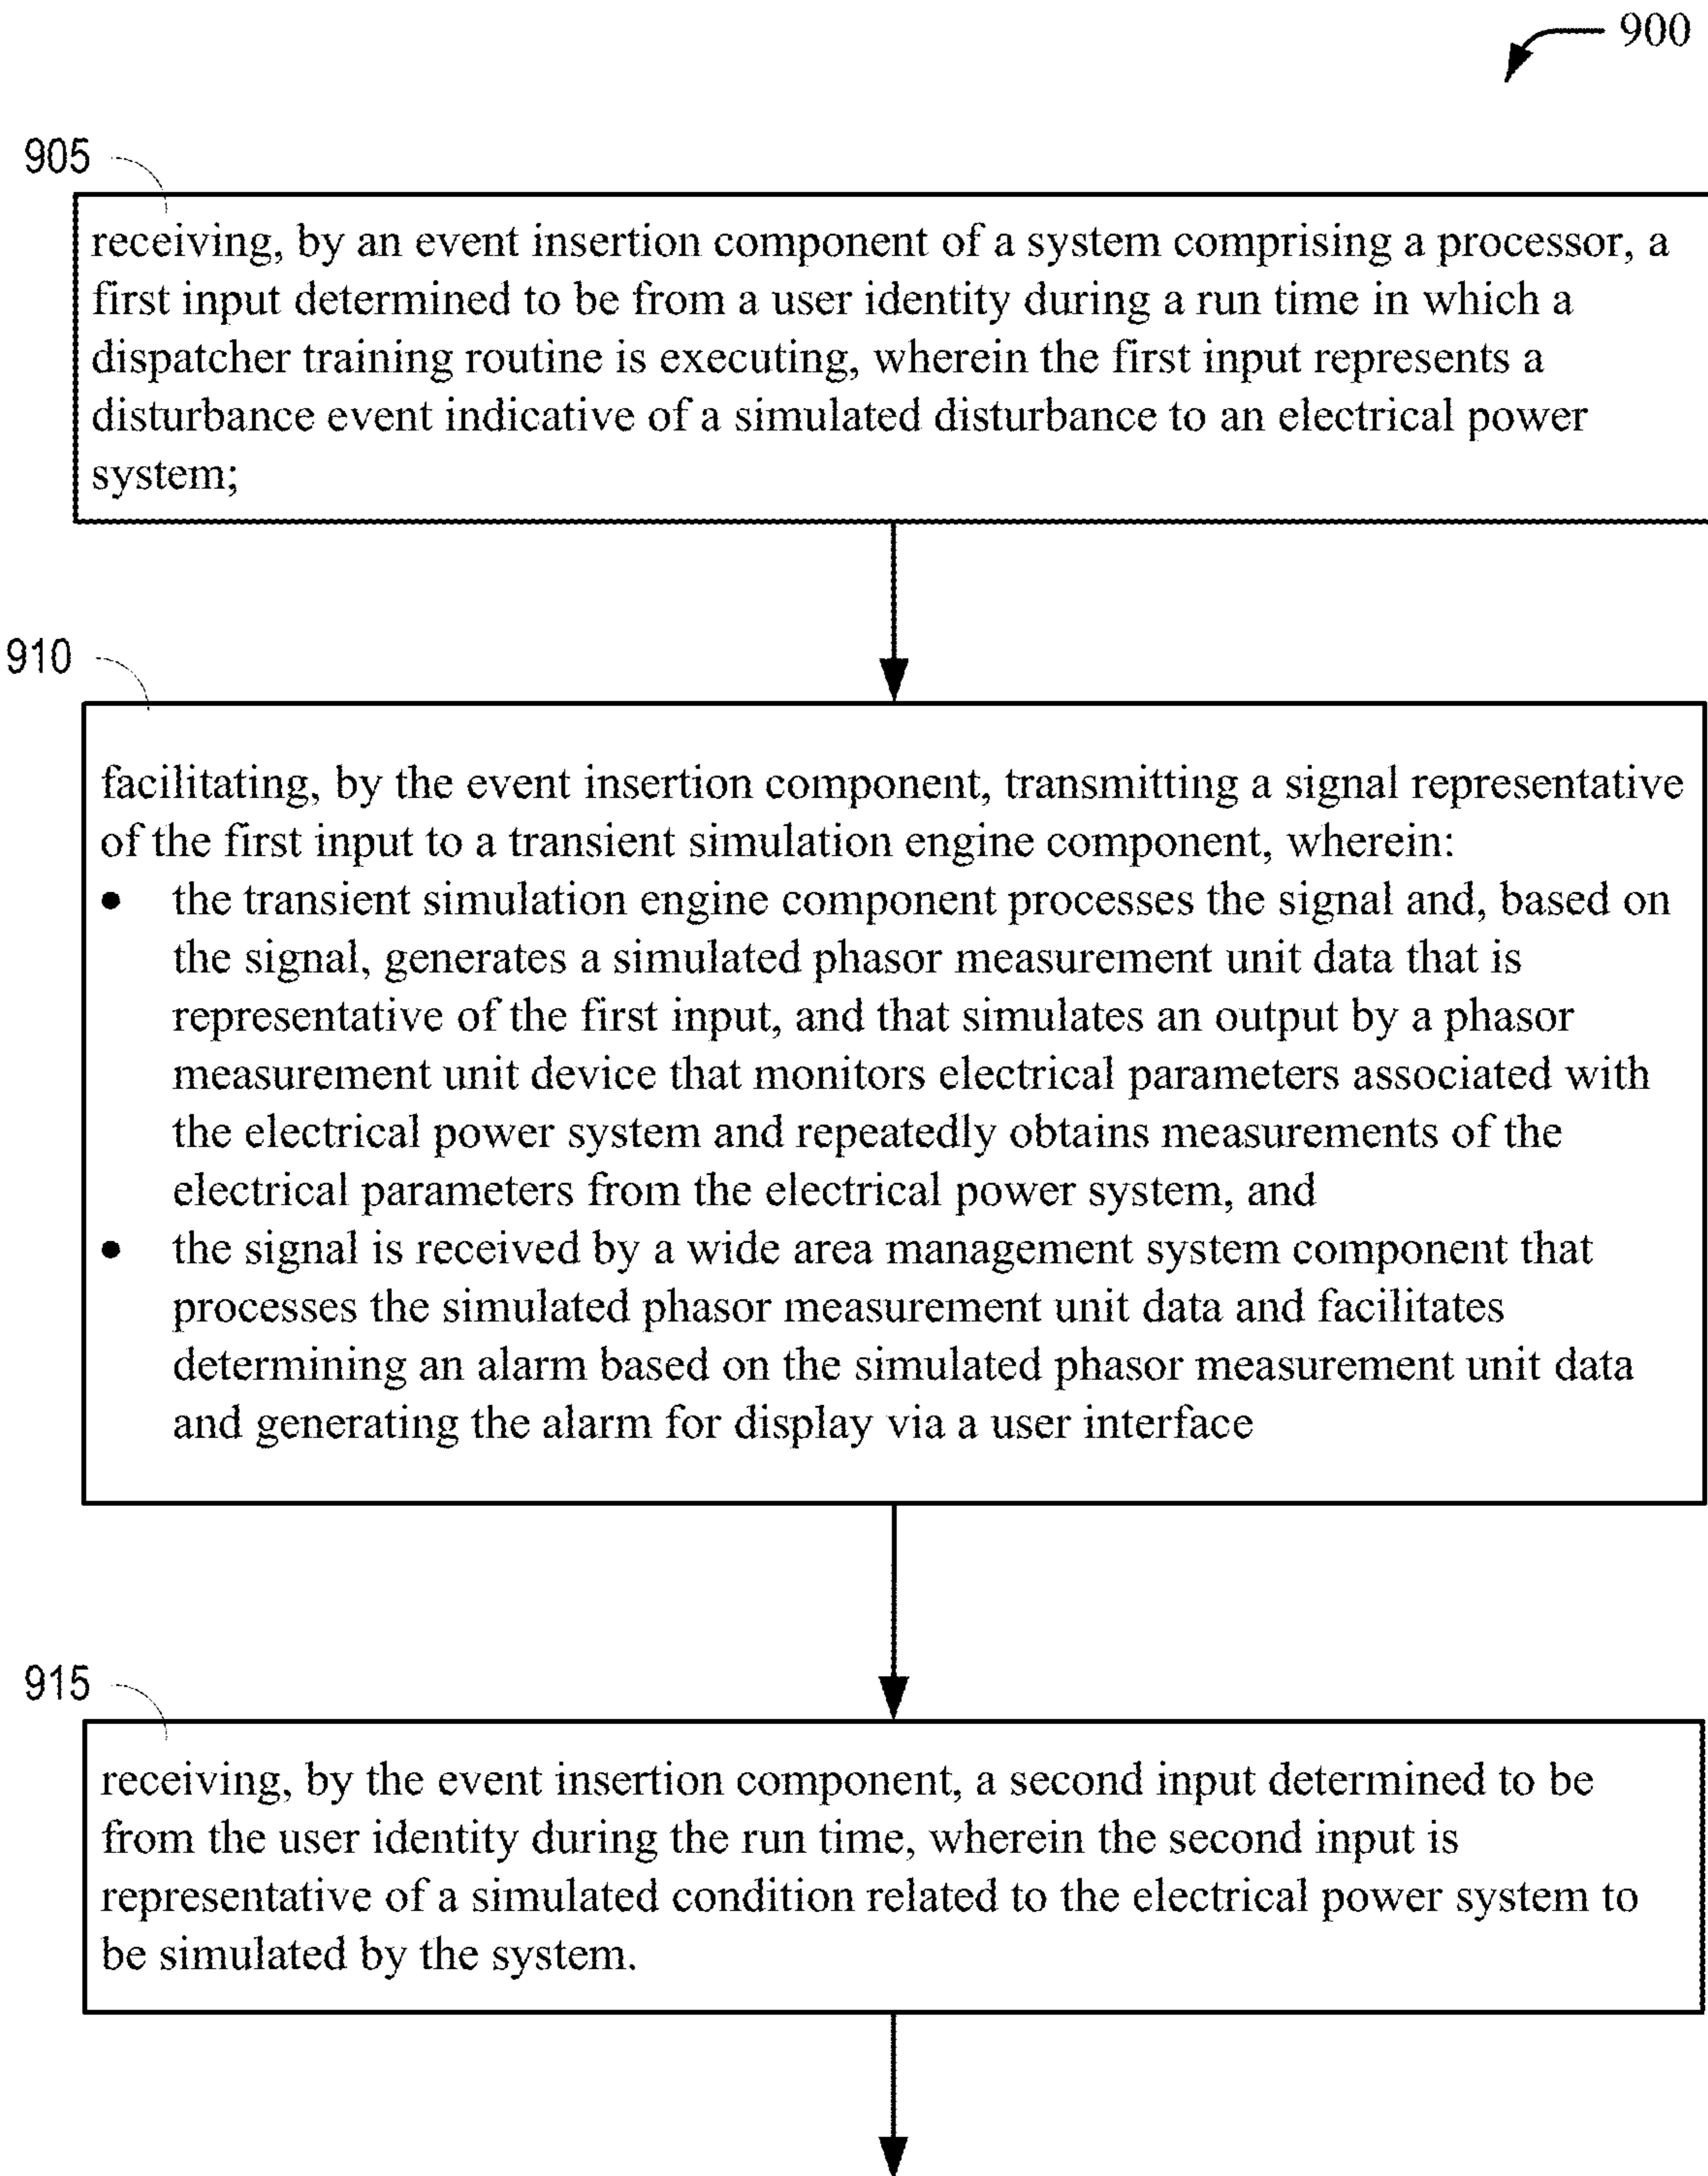 900
905
receiving, by an event insertion component of a system comprising a processor, a
first input determined to be from a user identity during a run time in which a
dispatcher training routine is executing, wherein the first input represents a
disturbance event indicative of a simulated disturbance to an electrical power
system;
910
facilitating, by the event insertion component, transmitting a signal representative
of the first input to a transient simulation engine component, wherein:
• the transient simulation engine component processes the signal and, based on
the signal, generates a simulated phasor measurement unit data that is
representative of the first input, and that simulates an output by a phasor
measurement unit device that monitors electrical parameters associated with
the electrical power system and repeatedly obtains measurements of the
electrical parameters from the electrical power system, and
• the signal is received by a wide area management system component that
processes the simulated phasor measurement unit data and facilitates
determining an alarm based on the simulated phasor measurement unit data
and generating the alarm for display via a user interface
915
receiving, by the event insertion component, a second input determined to be
from the user identity during the run time, wherein the second input is
representative of a simulated condition related to the electrical power system to
be simulated by the system.